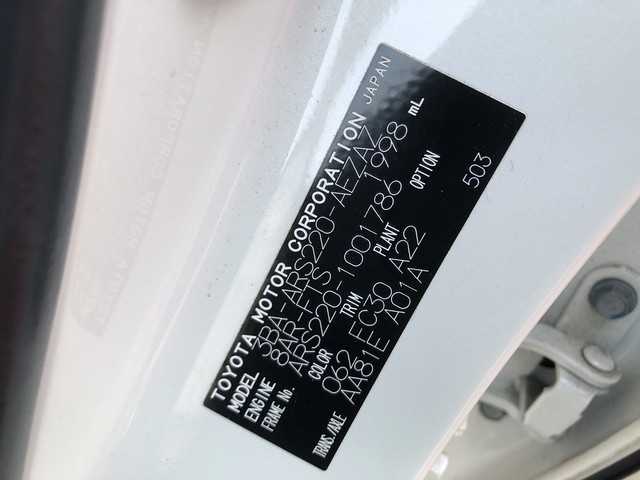 TOYOTA MOTOR CORPORATION JAPAN
MODEL 3BA-ARS220-AEZAZ
ENGINE 8AR-FTS 1998 mL
FRAME No. ARS220-1001786
COLOR TRIM PLANT OPTION
062 FC30 A22
TRANS./AXLE AA81E A01A 503